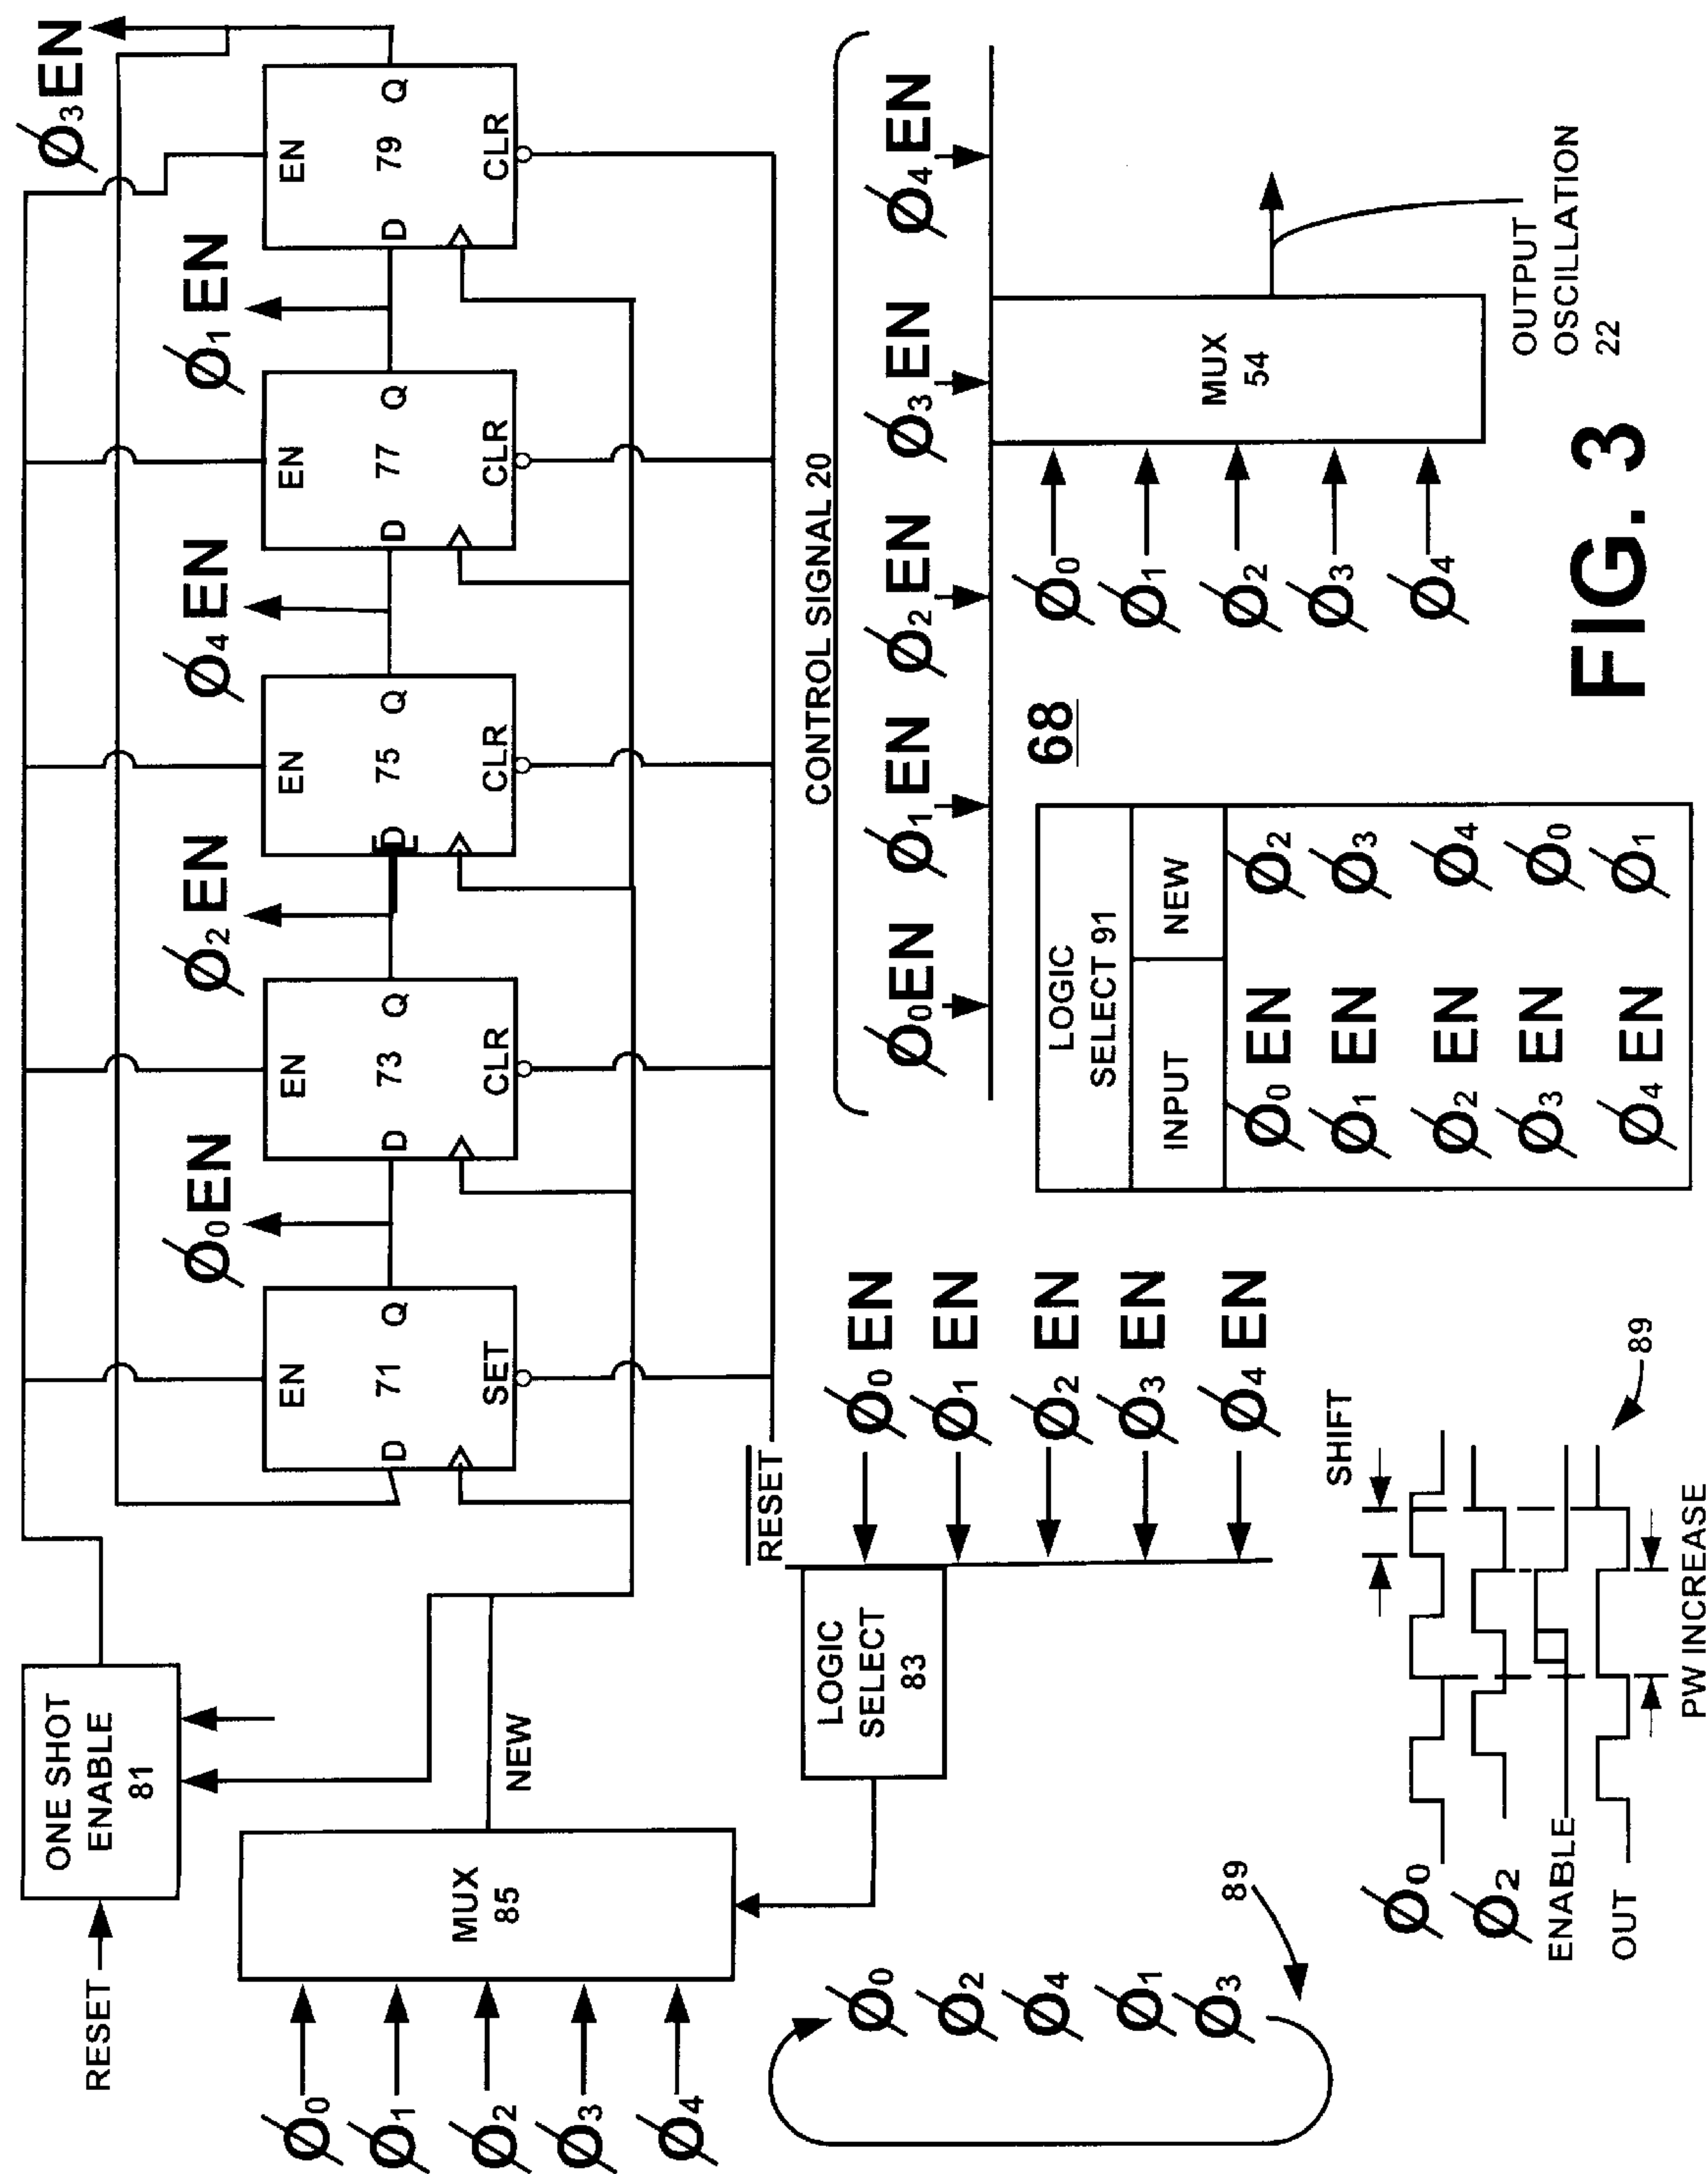 RESET
ONE SHOT
ENABLE
81
Ø0 EN
Ø2 EN
Ø4 EN
Ø1 EN
Ø3 EN
EN
D 71 Q
SET
EN
D 73 Q
CLR
EN
D 75 Q
CLR
EN
D 77 Q
CLR
EN
D 79 Q
CLR
Ø0
Ø1
Ø2
Ø3
Ø4
MUX
85
NEW
RESET
LOGIC
SELECT
83
Ø0 EN
Ø1 EN
Ø2 EN
Ø3 EN
Ø4 EN
CONTROL SIGNAL 20
Ø0 EN Ø1 EN Ø2 EN Ø3 EN Ø4 EN
Ø0
Ø1
Ø2
Ø3
Ø4
MUX
54
OUTPUT
OSCILLATION
22
68
LOGIC
SELECT 91
INPUT NEW
Ø0 EN Ø2
Ø1 EN Ø3
Ø2 EN Ø4
Ø3 EN Ø0
Ø4 EN Ø1
Ø0
Ø2
Ø4
Ø1
Ø3
89
SHIFT
Ø0
Ø2
ENABLE
OUT
89
PW INCREASE
FIG. 3